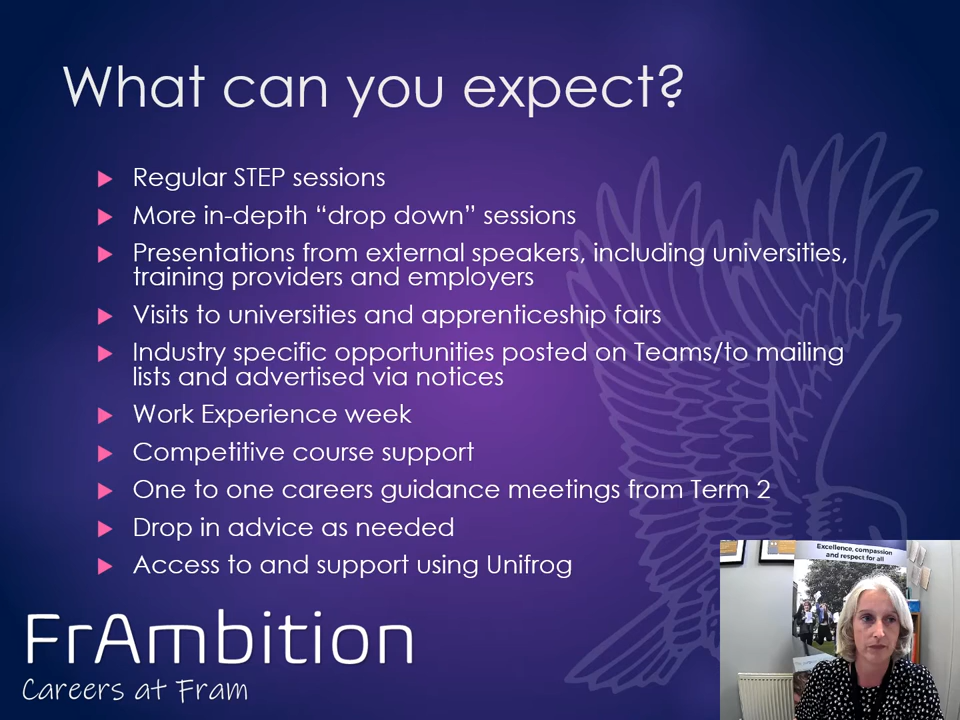 What can you expect?
Regular STEP sessions
More in-depth “drop down” sessions
Presentations from external speakers, including universities,
training providers and employers
Visits to universities and apprenticeship fairs
Industry specific opportunities posted on Teams/to mailing
lists and advertised via notices
Work Experience week
Competitive course support
One to one careers guidance meetings from Term 2
Drop in advice as needed
Access to and support using Unifrog
Excellence, compassion
and respect for all
FrAmbition
Careers at Fram